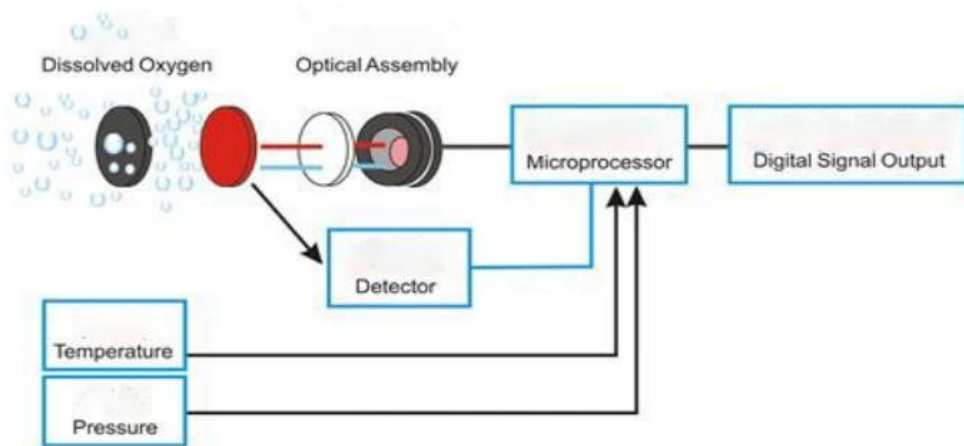 Dissolved Oxygen
Optical Assembly
Microprocessor
Digital Signal Output
Detector
Temperature
Pressure